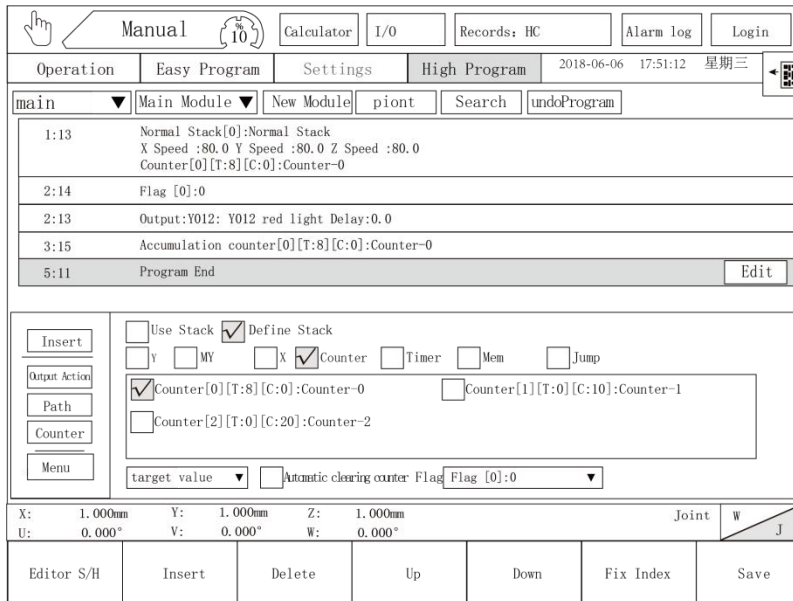 Manual % 10 Calculator I/0 Records: HC Alarm log Login
Operation Easy Program Settings High Program 2018-06-06 17:51:12 星期三
main ▼ Main Module ▼ New Module piont Search undoProgram
1:13 Normal Stack[0]:Normal Stack
X Speed :80.0 Y Speed :80.0 Z Speed :80.0
Counter[0][T:8][C:0]:Counter-0
2:14 Flag [0]:0
2:13 Output:Y012: Y012 red light Delay:0.0
3:15 Accumulation counter[0][T:8][C:0]:Counter-0
5:11 Program End Edit
Insert
Output Action
Path
Counter
Menu
Use Stack Define Stack
Y MY X Counter Timer Mem Jump
Counter[0][T:8][C:0]:Counter-0 Counter[1][T:0][C:10]:Counter-1
Counter[2][T:0][C:20]:Counter-2
target value ▼ Automatic clearing counter Flag Flag [0]:0 ▼
X: 1.000mm Y: 1.000mm Z: 1.000mm Joint W
U: 0.000° V: 0.000° W: 0.000° J
Editor S/H Insert Delete Up Down Fix Index Save